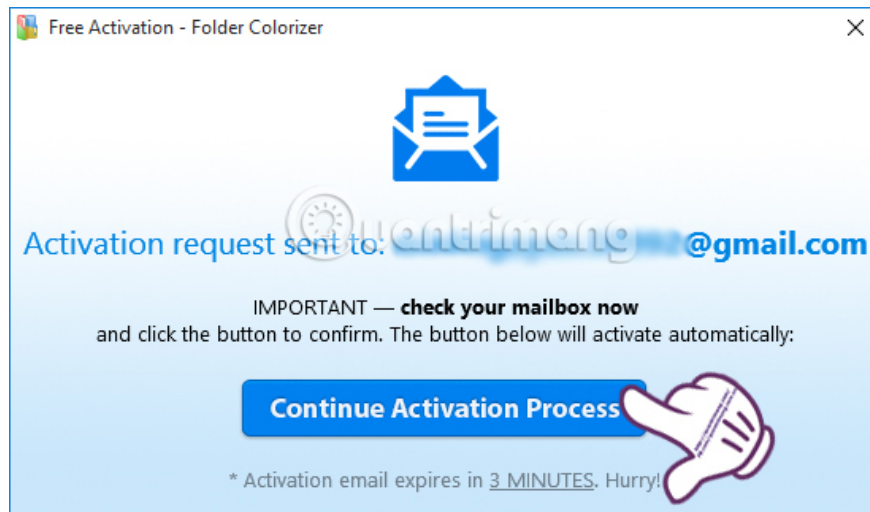 Free Activation - Folder Colorizer
Quantrimang
Activation request sent to: @gmail.com
IMPORTANT — check your mailbox now
and click the button to confirm. The button below will activate automatically:
Continue Activation Process
* Activation email expires in 3 MINUTES. Hurry!